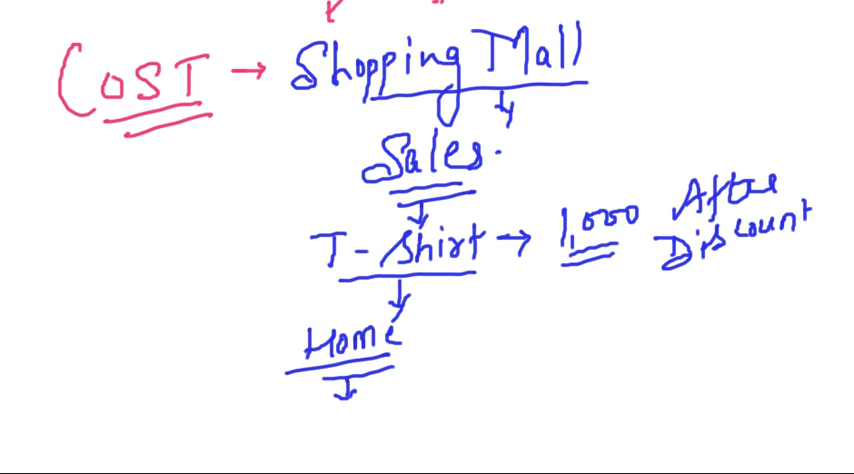 COST → Shopping Mall
Sales.
T-Shirt → 1,000 After Discount
Home